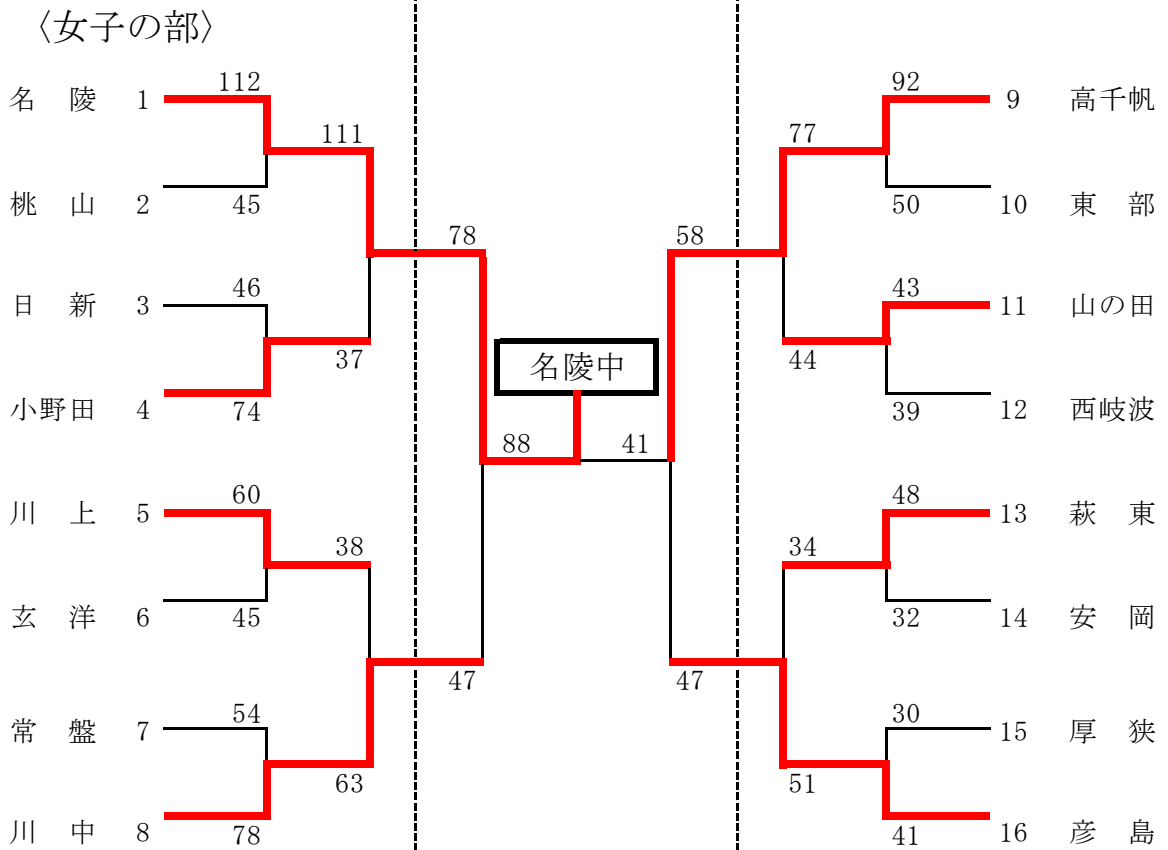 〈女子の部〉
112
92
名 陵 1
9 高千帆
111
77
桃 山 2
45
50
10 東 部
78
58
46
43
日 新 3
11 山の田
37
44
名陵中
小野田 4
74
39
12 西岐波
88
41
60
48
川 上 5
13 萩 東
38
34
玄 洋 6
45
32
14 安 岡
47
47
54
30
常 盤 7
15 厚 狭
63
51
川 中 8
78
41
16 彦 島